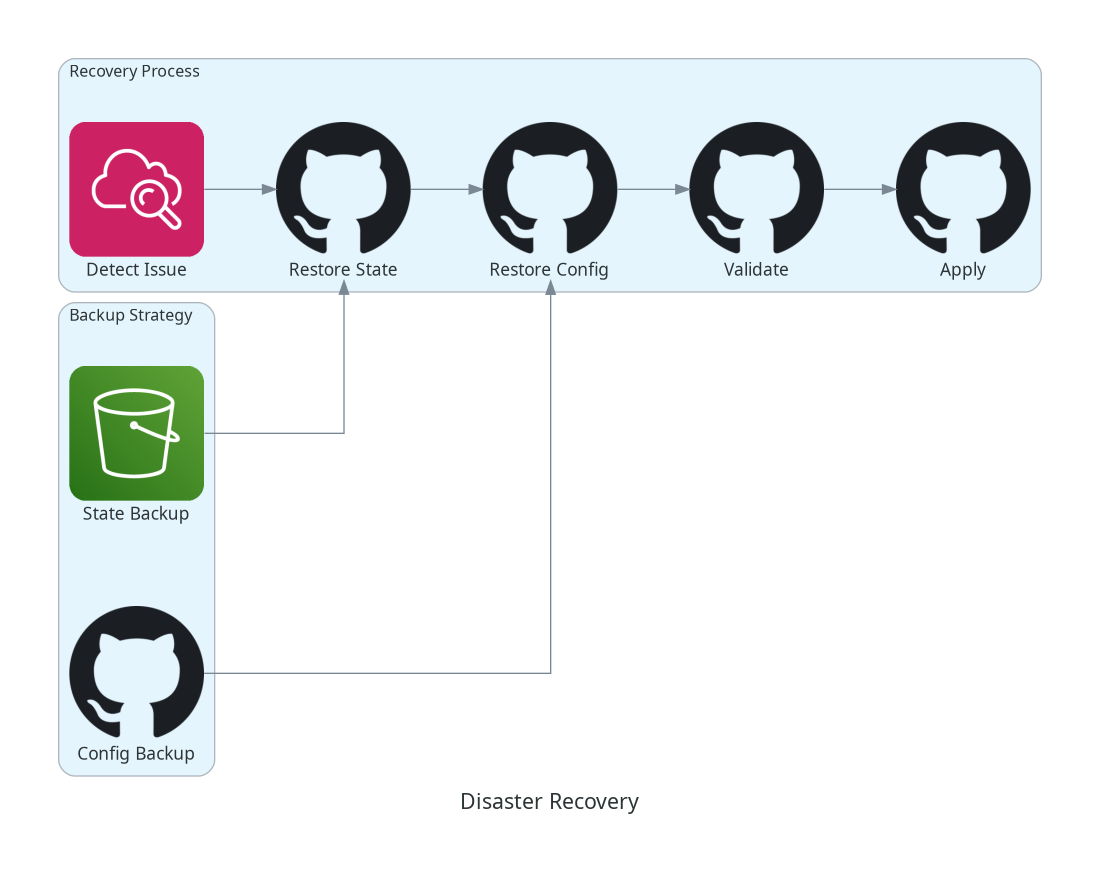 Recovery Process
Detect Issue
Restore State
Restore Config
Validate
Apply
Backup Strategy
State Backup
Config Backup
Disaster Recovery